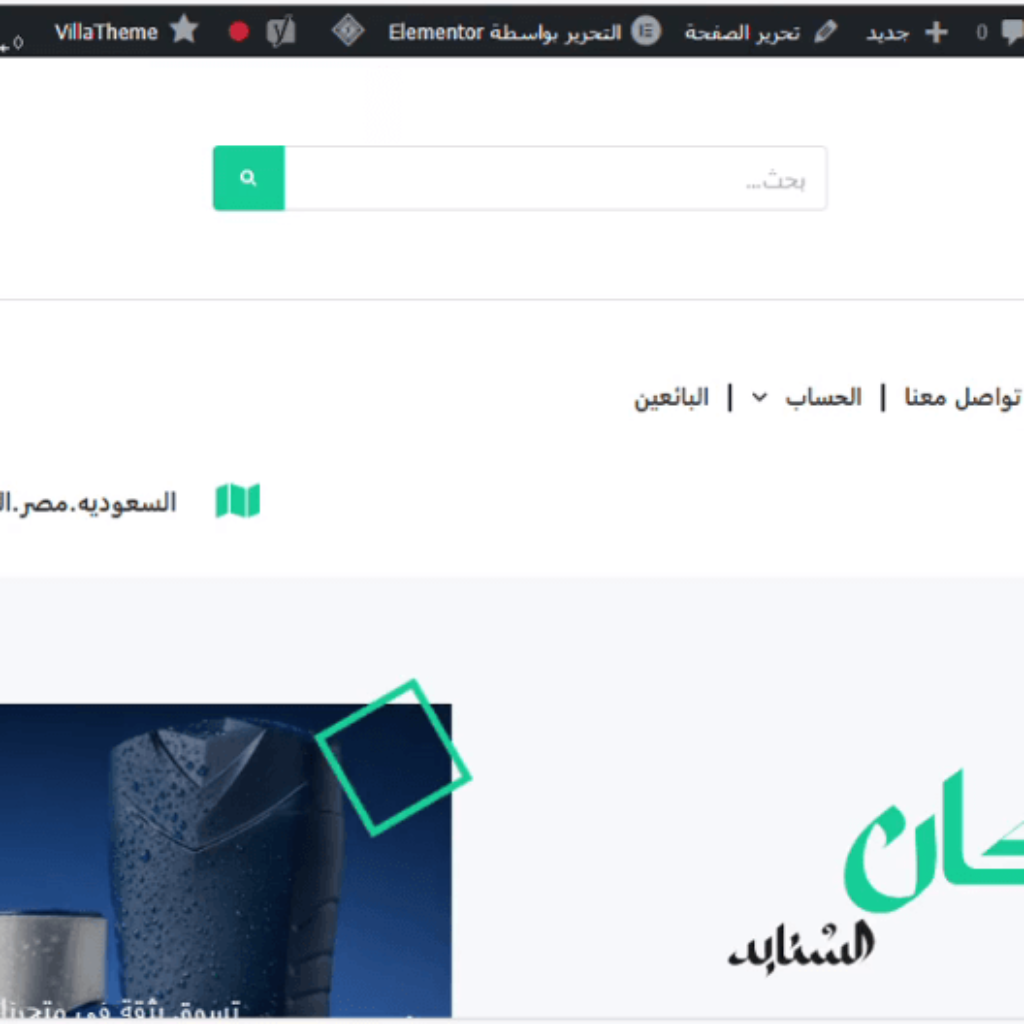 0 جديد تحرير الصفحة التحرير بواسطة Elementor VillaTheme
بحث...
تواصل معنا | الحساب | البائعين
السعوديه.مصر.ال
كان
تسوق بثقة في متجرنا